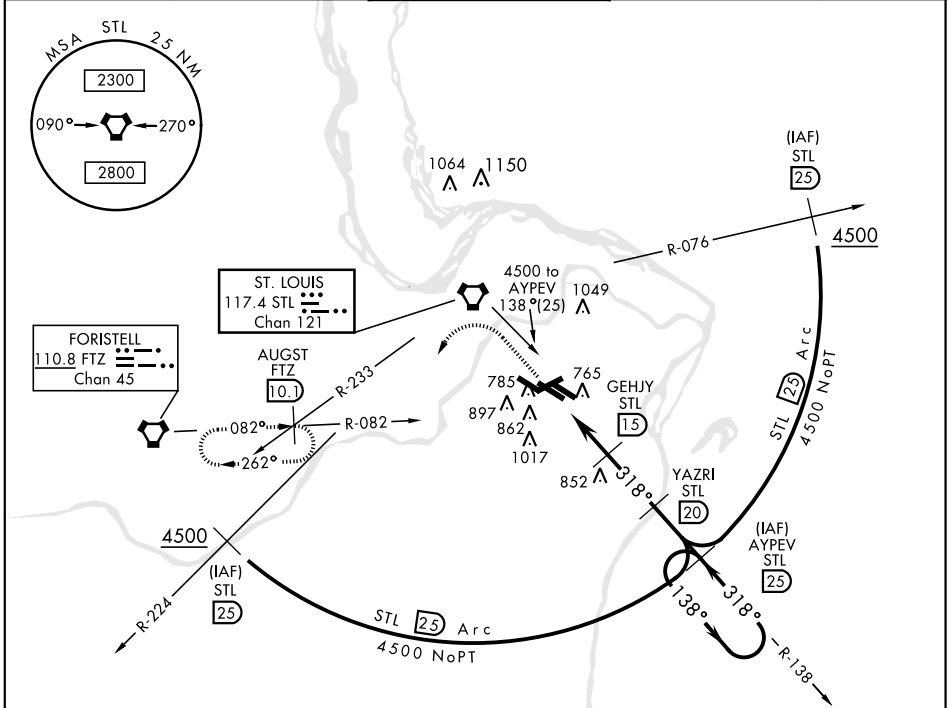 MSA STL 25 NM
2300
090°
270°
2800
1064
1150
(IAF)
STL
25
4500
R-076
ST. LOUIS
117.4 STL
Chan 121
4500 to
AYPEV
138°(25)
1049
FORISTELL
110.8 FTZ
Chan 45
AUGST
FTZ
10.1
R-233
785
765
897
862
1017
GEHJY
STL
15
STL 25 Arc
4500 NoPT
082°
R-082
262°
852
318°
YAZRI
STL
20
4500
(IAF)
STL
25
R-224
(IAF)
AYPEV
STL
25
STL 25 Arc
4500 NoPT
138°
318°
R-138